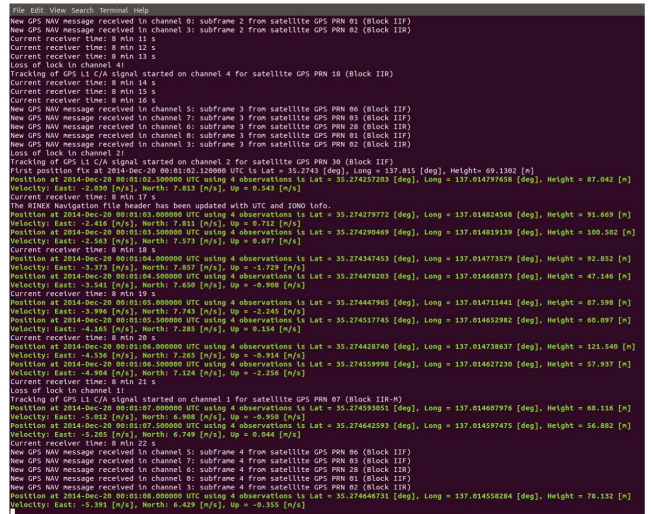 File Edit View Search Terminal Help
New GPS NAV message received in channel 0: subframe 2 from satellite GPS PRN 01 (Block IIF)
New GPS NAV message received in channel 3: subframe 2 from satellite GPS PRN 02 (Block IIR)
Current receiver time: 8 min 11 s
Current receiver time: 8 min 12 s
Current receiver time: 8 min 13 s
Loss of lock in channel 4!
Tracking of GPS L1 C/A signal started on channel 4 for satellite GPS PRN 18 (Block IIR)
Current receiver time: 8 min 14 s
Current receiver time: 8 min 15 s
Current receiver time: 8 min 16 s
New GPS NAV message received in channel 5: subframe 3 from satellite GPS PRN 06 (Block IIF)
New GPS NAV message received in channel 7: subframe 3 from satellite GPS PRN 03 (Block IIF)
New GPS NAV message received in channel 6: subframe 3 from satellite GPS PRN 28 (Block IIR)
New GPS NAV message received in channel 0: subframe 3 from satellite GPS PRN 01 (Block IIF)
New GPS NAV message received in channel 3: subframe 3 from satellite GPS PRN 02 (Block IIR)
Loss of lock in channel 2!
Tracking of GPS L1 C/A signal started on channel 2 for satellite GPS PRN 30 (Block IIF)
First position fix at 2014-Dec-20 00:01:02.120000 UTC is Lat = 35.2743 [deg], Long = 137.015 [deg], Height= 69.1302 [m]
Position at 2014-Dec-20 00:01:02.500000 UTC using 4 observations is Lat = 35.274257203 [deg], Long = 137.014797658 [deg], Height = 87.042 [m]
Velocity: East: -2.030 [m/s], North: 7.813 [m/s], Up = 0.543 [m/s]
Current receiver time: 8 min 17 s
The RINEX Navigation file header has been updated with UTC and IONO info.
Position at 2014-Dec-20 00:01:03.000000 UTC using 4 observations is Lat = 35.274279772 [deg], Long = 137.014824568 [deg], Height = 91.669 [m]
Velocity: East: -2.416 [m/s], North: 7.811 [m/s], Up = 0.712 [m/s]
Position at 2014-Dec-20 00:01:03.500000 UTC using 4 observations is Lat = 35.274290469 [deg], Long = 137.014819139 [deg], Height = 100.502 [m]
Velocity: East: -2.563 [m/s], North: 7.573 [m/s], Up = 0.677 [m/s]
Current receiver time: 8 min 18 s
Position at 2014-Dec-20 00:01:04.000000 UTC using 4 observations is Lat = 35.274347453 [deg], Long = 137.014773579 [deg], Height = 92.852 [m]
Velocity: East: -3.373 [m/s], North: 7.857 [m/s], Up = -1.729 [m/s]
Position at 2014-Dec-20 00:01:04.500000 UTC using 4 observations is Lat = 35.274478203 [deg], Long = 137.014668373 [deg], Height = 47.146 [m]
Velocity: East: -3.541 [m/s], North: 7.650 [m/s], Up = -0.908 [m/s]
Current receiver time: 8 min 19 s
Position at 2014-Dec-20 00:01:05.000000 UTC using 4 observations is Lat = 35.274447965 [deg], Long = 137.014711441 [deg], Height = 87.598 [m]
Velocity: East: -3.996 [m/s], North: 7.743 [m/s], Up = -2.245 [m/s]
Position at 2014-Dec-20 00:01:05.500000 UTC using 4 observations is Lat = 35.274517745 [deg], Long = 137.014652982 [deg], Height = 60.097 [m]
Velocity: East: -4.165 [m/s], North: 7.285 [m/s], Up = 0.154 [m/s]
Current receiver time: 8 min 20 s
Position at 2014-Dec-20 00:01:06.000000 UTC using 4 observations is Lat = 35.274428740 [deg], Long = 137.014738637 [deg], Height = 121.540 [m]
Velocity: East: -4.536 [m/s], North: 7.265 [m/s], Up = -0.914 [m/s]
Position at 2014-Dec-20 00:01:06.500000 UTC using 4 observations is Lat = 35.274559998 [deg], Long = 137.014627230 [deg], Height = 57.937 [m]
Velocity: East: -4.904 [m/s], North: 7.124 [m/s], Up = -2.256 [m/s]
Current receiver time: 8 min 21 s
Loss of lock in channel 1!
Tracking of GPS L1 C/A signal started on channel 1 for satellite GPS PRN 07 (Block IIR-M)
Position at 2014-Dec-20 00:01:07.000000 UTC using 4 observations is Lat = 35.274593051 [deg], Long = 137.014607976 [deg], Height = 68.116 [m]
Velocity: East: -5.012 [m/s], North: 6.908 [m/s], Up = -0.950 [m/s]
Position at 2014-Dec-20 00:01:07.500000 UTC using 4 observations is Lat = 35.274642593 [deg], Long = 137.014597475 [deg], Height = 56.882 [m]
Velocity: East: -5.205 [m/s], North: 6.749 [m/s], Up = 0.044 [m/s]
Current receiver time: 8 min 22 s
New GPS NAV message received in channel 5: subframe 4 from satellite GPS PRN 06 (Block IIF)
New GPS NAV message received in channel 7: subframe 4 from satellite GPS PRN 03 (Block IIF)
New GPS NAV message received in channel 6: subframe 4 from satellite GPS PRN 28 (Block IIR)
New GPS NAV message received in channel 0: subframe 4 from satellite GPS PRN 01 (Block IIF)
New GPS NAV message received in channel 3: subframe 4 from satellite GPS PRN 02 (Block IIR)
Position at 2014-Dec-20 00:01:08.000000 UTC using 4 observations is Lat = 35.274646731 [deg], Long = 137.014558284 [deg], Height = 78.132 [m]
Velocity: East: -5.391 [m/s], North: 6.429 [m/s], Up = -0.355 [m/s]